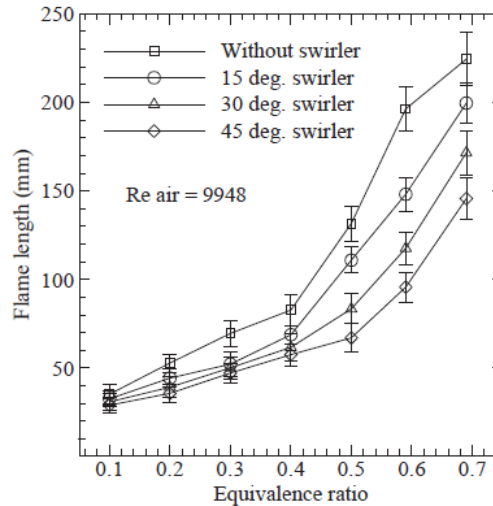 250
200
150
100
50
Flame length (mm)
Without swirler
15 deg. swirler
30 deg. swirler
45 deg. swirler
Re air = 9948
0.1 0.2 0.3 0.4 0.5 0.6 0.7
Equivalence ratio